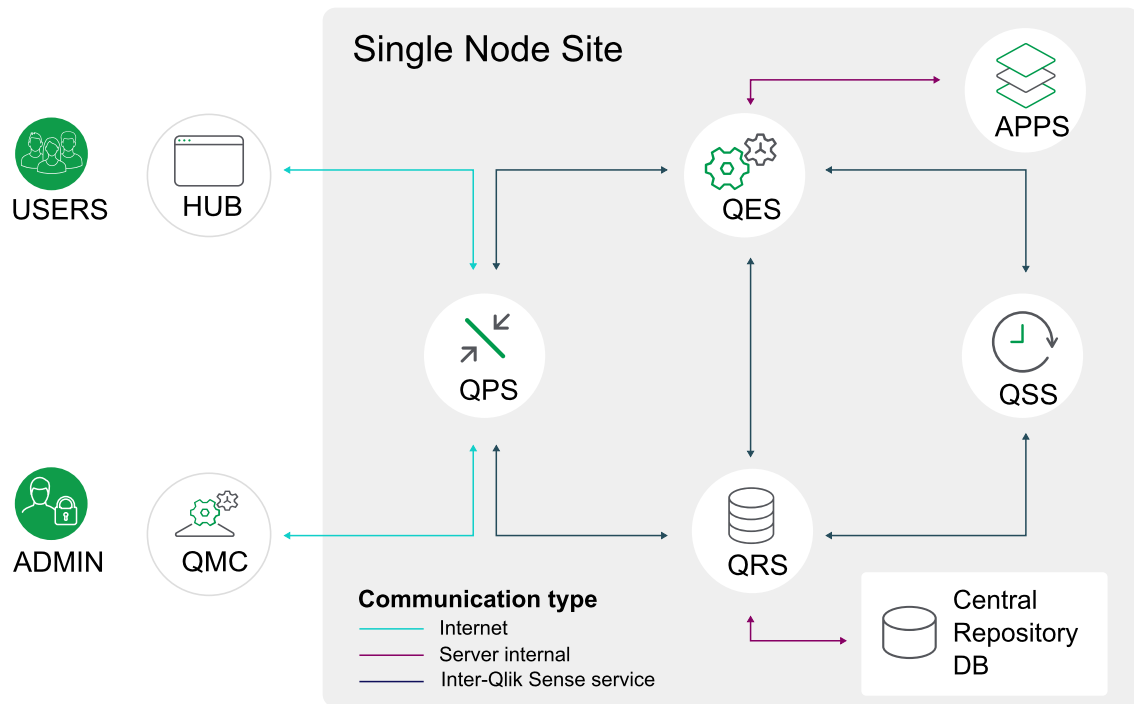 Single Node Site
APPS
USERS
HUB
QES
QPS
QSS
ADMIN
QMC
QRS
Communication type
Internet
Server internal
Inter-Qlik Sense service
Central
Repository
DB